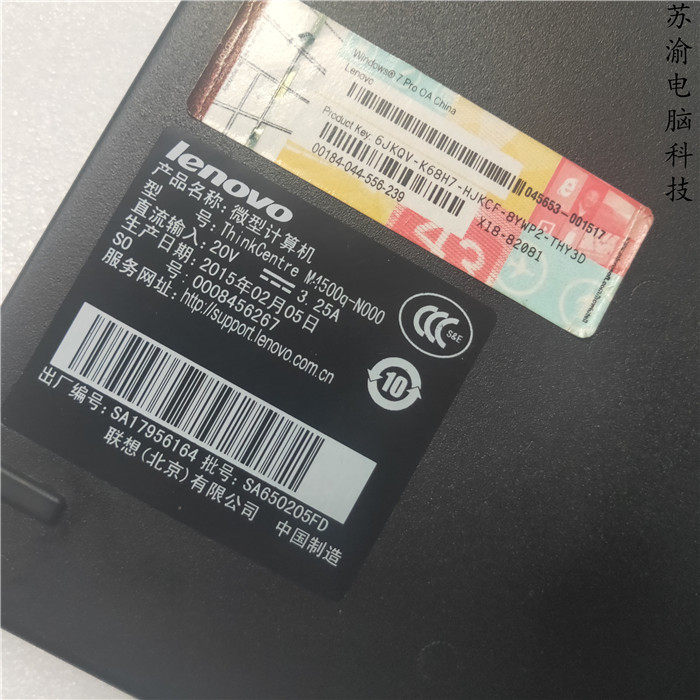 苏渝电脑科技
Windows® 7 Pro OA China
Lenovo
045653-001517
Product Key: 6JKQV-K68H7-HJKCF-8YWP2-THY3D
00184-044-556-239
X18-82081
lenovo
产品名称: 微型计算机
型 号: ThinkCentre M4500q-N000
直流输入: 20V 3.25A
生产日期: 2015年02月05日
SO 号: 0008456267
服务网址: http://support.lenovo.com.cn
CCC S&E
10
出厂编号: SA17956164 批号: SA650205FD
联想(北京)有限公司 中国制造